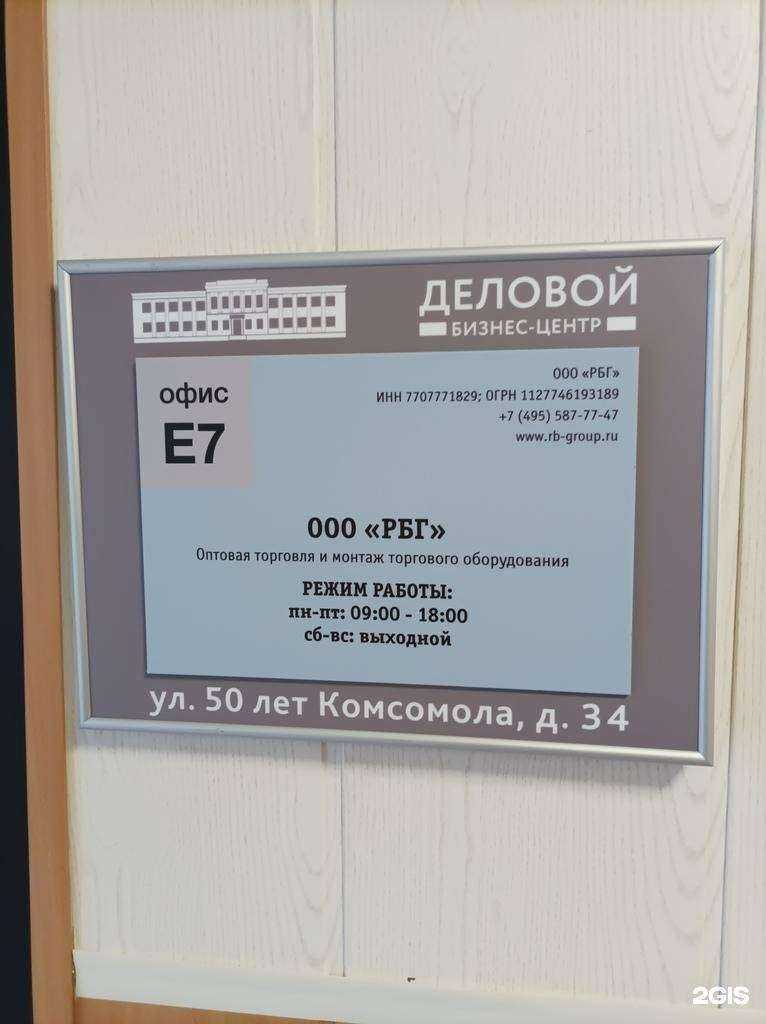 ДЕЛОВОЙ
БИЗНЕС-ЦЕНТР
офис
Е7
ООО «РБГ»
ИНН 7707771829; ОГРН 1127746193189
+7 (495) 587-77-47
www.rb-group.ru
ООО «РБГ»
Оптовая торговля и монтаж торгового оборудования
РЕЖИМ РАБОТЫ:
пн-пт: 09:00 - 18:00
сб-вс: выходной
ул. 50 лет Комсомола, д. 34
2GIS